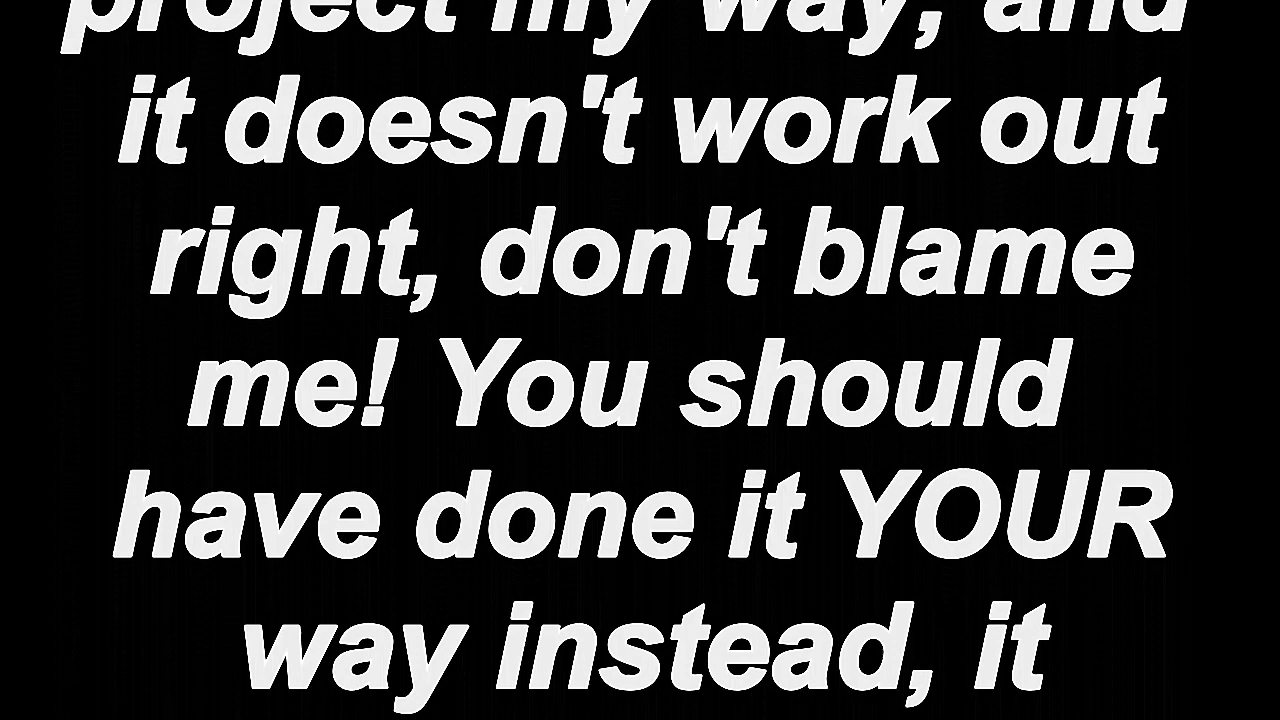 project my way, and
it doesn't work out
right, don't blame
me! You should
have done it YOUR
way instead, it